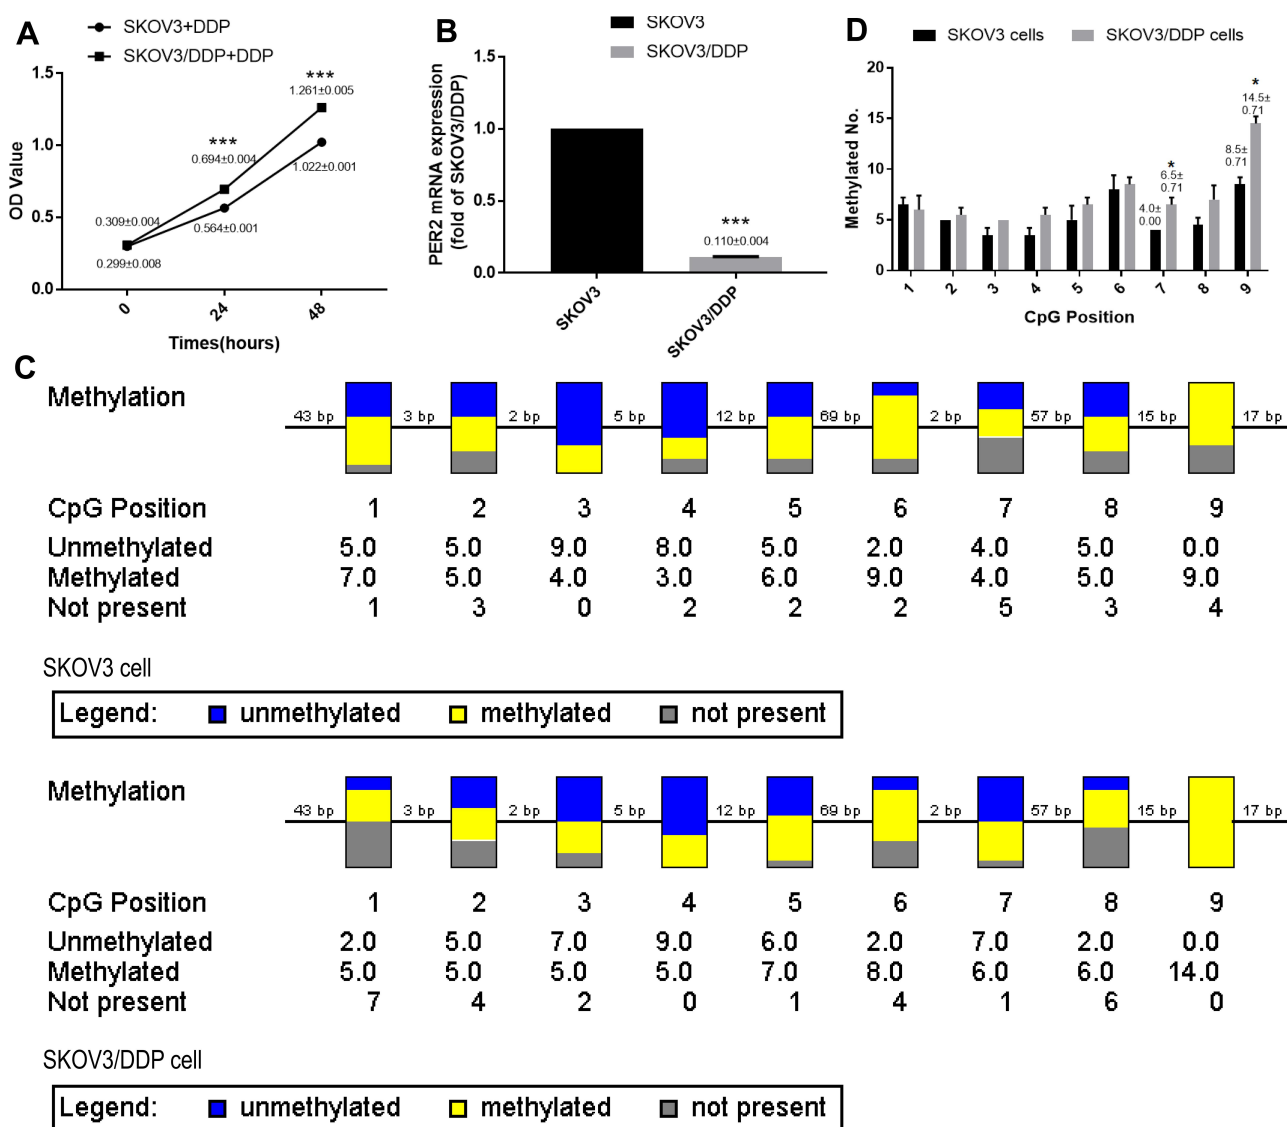 A
SKOV3+DDP
SKOV3/DDP+DDP
OD Value
1.5
1.0
0.5
0.0
***
1.261±0.005
***
0.694±0.004
1.022±0.001
0.309±0.004
0.564±0.001
0.299±0.008
0 24 48
Times(hours)
B
SKOV3
SKOV3/DDP
PER2 mRNA expression
(fold of SKOV3/DDP)
1.5
1.0
0.5
0.0
***
0.110±0.004
SKOV3 SKOV3/DDP
D
SKOV3 cells SKOV3/DDP cells
Methylated No.
20
15
10
5
0
*
14.5±
0.71
8.5±
0.71
*
6.5±
0.71
4.0±
0.00
1 2 3 4 5 6 7 8 9
CpG Position
C
Methylation
43 bp 3 bp 2 bp 5 bp 12 bp 69 bp 2 bp 57 bp 15 bp 17 bp
CpG Position 1 2 3 4 5 6 7 8 9
Unmethylated 5.0 5.0 9.0 8.0 5.0 2.0 4.0 5.0 0.0
Methylated 7.0 5.0 4.0 3.0 6.0 9.0 4.0 5.0 9.0
Not present 1 3 0 2 2 2 5 3 4
SKOV3 cell
Legend: unmethylated methylated not present
Methylation
43 bp 3 bp 2 bp 5 bp 12 bp 69 bp 2 bp 57 bp 15 bp 17 bp
CpG Position 1 2 3 4 5 6 7 8 9
Unmethylated 2.0 5.0 7.0 9.0 6.0 2.0 7.0 2.0 0.0
Methylated 5.0 5.0 5.0 5.0 7.0 8.0 6.0 6.0 14.0
Not present 7 4 2 0 1 4 1 6 0
SKOV3/DDP cell
Legend: unmethylated methylated not present